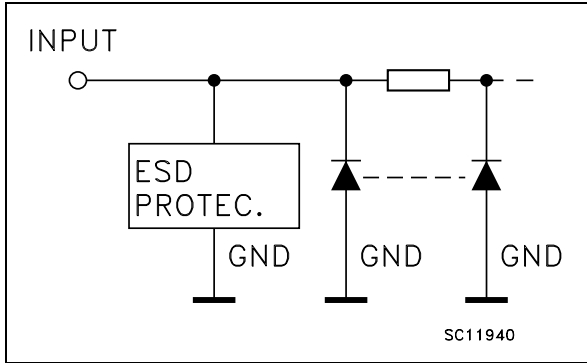 INPUT
ESD
PROTEC.
GND GND GND
SC11940